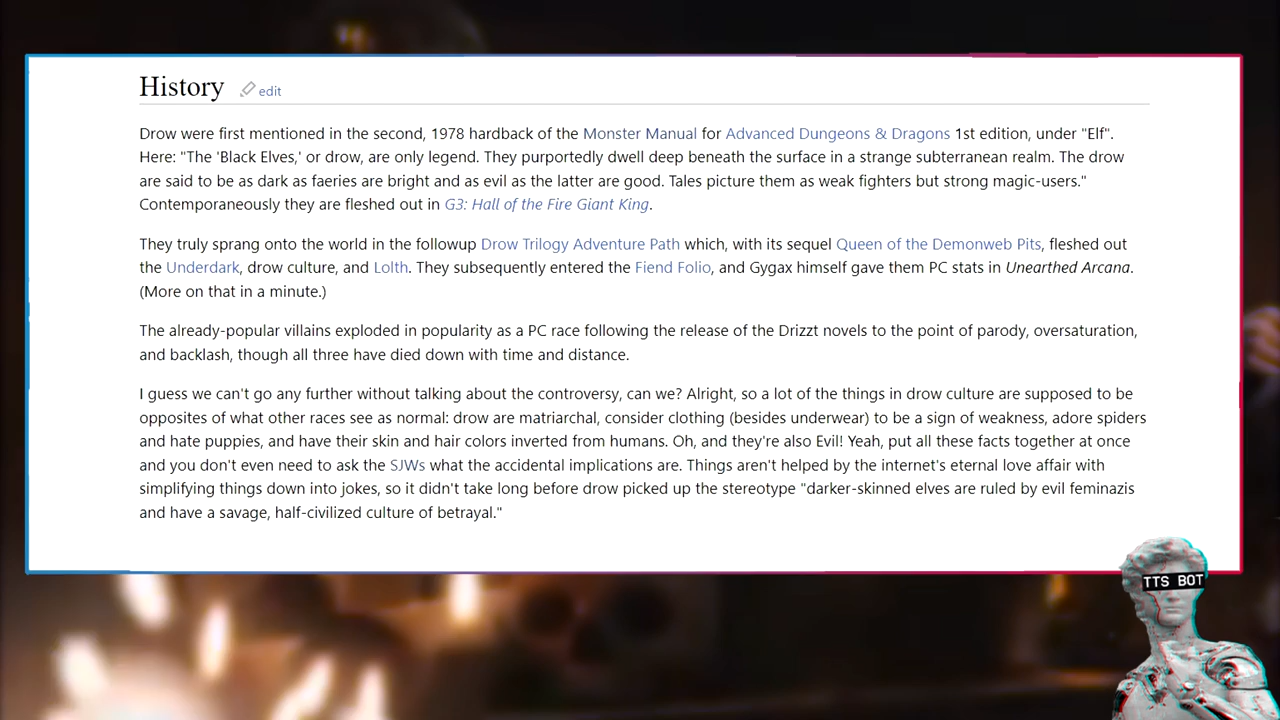 History edit
Drow were first mentioned in the second, 1978 hardback of the Monster Manual for Advanced Dungeons & Dragons 1st edition, under "Elf".
Here: "The 'Black Elves,' or drow, are only legend. They purportedly dwell deep beneath the surface in a strange subterranean realm. The drow
are said to be as dark as faeries are bright and as evil as the latter are good. Tales picture them as weak fighters but strong magic-users."
Contemporaneously they are fleshed out in G3: Hall of the Fire Giant King.
They truly sprang onto the world in the followup Drow Trilogy Adventure Path which, with its sequel Queen of the Demonweb Pits, fleshed out
the Underdark, drow culture, and Lolth. They subsequently entered the Fiend Folio, and Gygax himself gave them PC stats in Unearthed Arcana.
(More on that in a minute.)
The already-popular villains exploded in popularity as a PC race following the release of the Drizzt novels to the point of parody, oversaturation,
and backlash, though all three have died down with time and distance.
I guess we can't go any further without talking about the controversy, can we? Alright, so a lot of the things in drow culture are supposed to be
opposites of what other races see as normal: drow are matriarchal, consider clothing (besides underwear) to be a sign of weakness, adore spiders
and hate puppies, and have their skin and hair colors inverted from humans. Oh, and they're also Evil! Yeah, put all these facts together at once
and you don't even need to ask the SJWs what the accidental implications are. Things aren't helped by the internet's eternal love affair with
simplifying things down into jokes, so it didn't take long before drow picked up the stereotype "darker-skinned elves are ruled by evil feminazis
and have a savage, half-civilized culture of betrayal."
TTS BOT